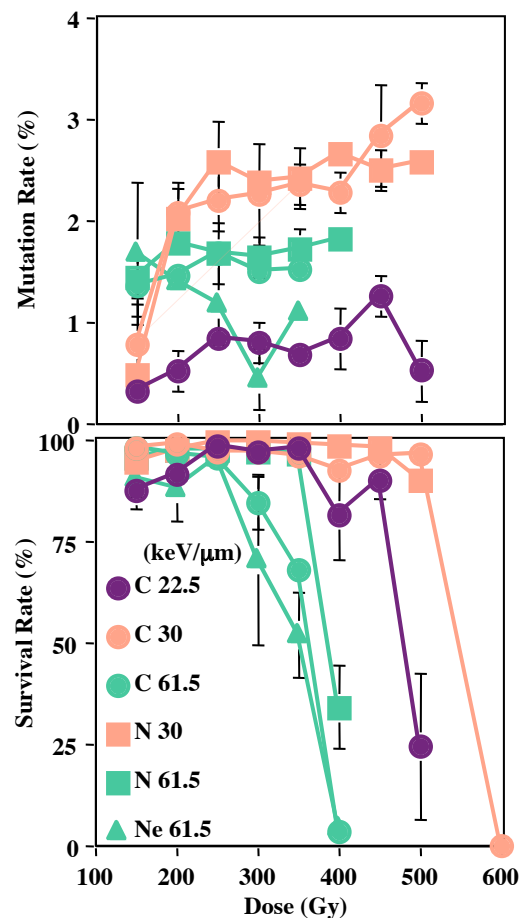 4
3
2
1
0
Mutation Rate (%)
100
75
50
25
0
Survival Rate (%)
(keV/μm)
C 22.5
C 30
C 61.5
N 30
N 61.5
Ne 61.5
100 200 300 400 500 600
Dose (Gy)